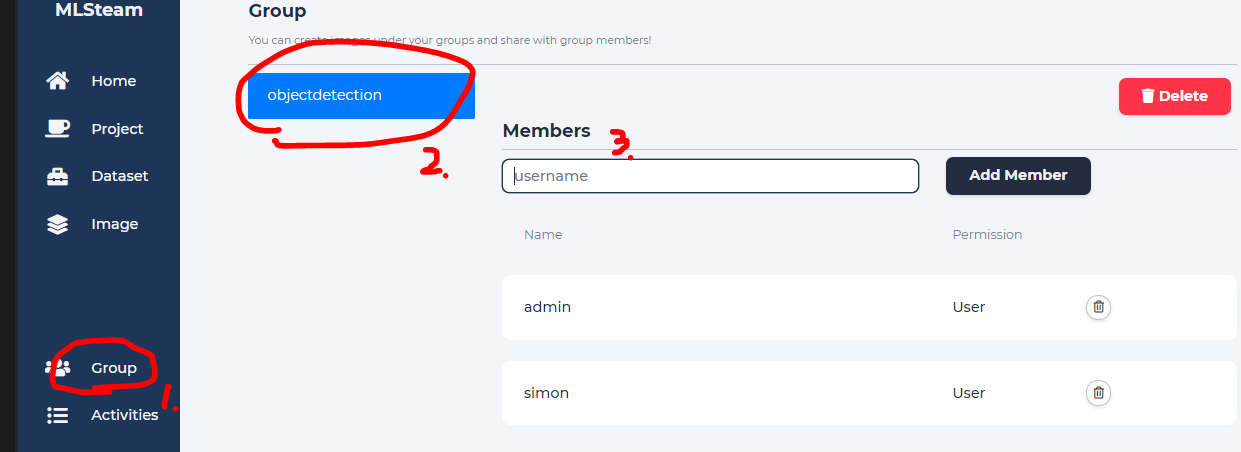 MLSteam
Home
Project
Dataset
Image
Group
1.
Activities
Group
You can create images under your groups and share with group members!
objectdetection
2.
Delete
Members
3.
username
Add Member
Name Permission
admin User
simon User